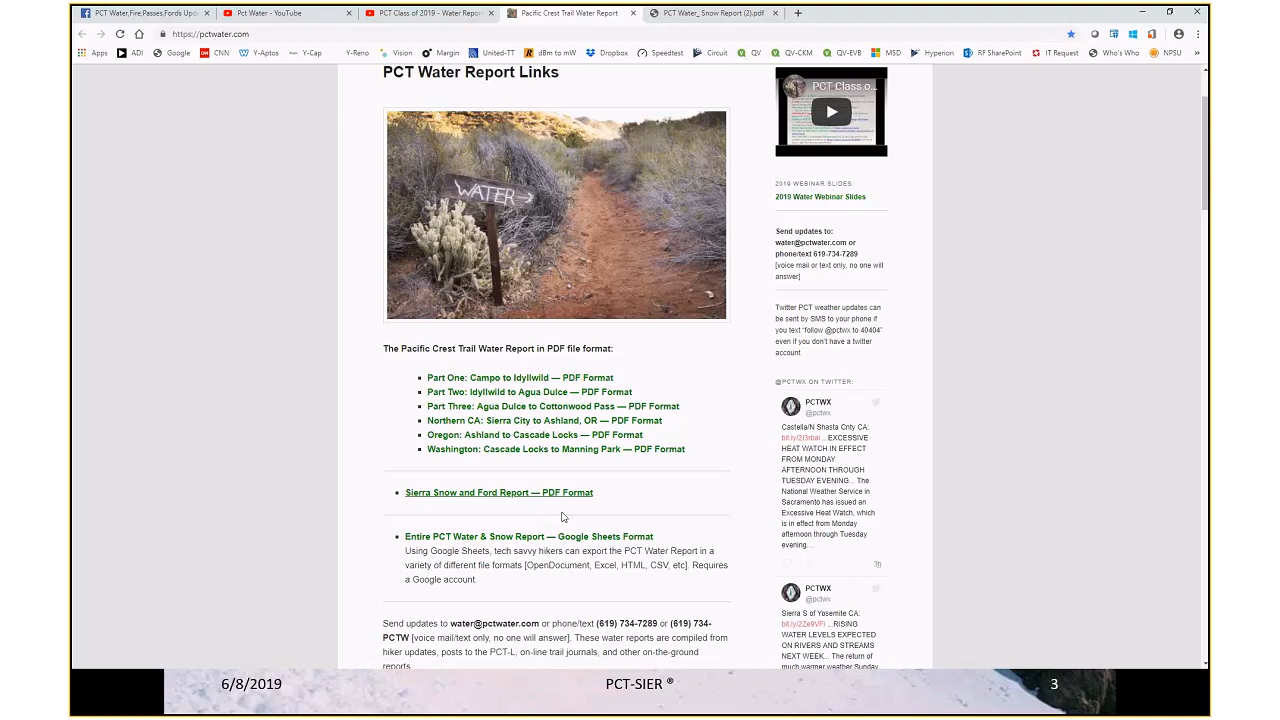 PCT Water,Fire,Passes,Fords Upd
Pct Water - YouTube
PCT Class of 2019 - Water Repor
Pacific Crest Trail Water Report
PCT Water_ Snow Report (2).pdf
https://pctwater.com
Apps
ADI
Google
CNN
Y-Aptos
Y-Cap
Y-Reno
Vision
Margin
United-TT
dBm to mW
Dropbox
Speedtest
Circuit
QV
QV-CKM
QV-EVB
MSD
Hyperion
RF SharePoint
IT Request
Who's Who
NPSU
PCT Water Report Links
WATER
The Pacific Crest Trail Water Report in PDF file format:
Part One: Campo to Idyllwild — PDF Format
Part Two: Idyllwild to Agua Dulce — PDF Format
Part Three: Agua Dulce to Cottonwood Pass — PDF Format
Northern CA: Sierra City to Ashland, OR — PDF Format
Oregon: Ashland to Cascade Locks — PDF Format
Washington: Cascade Locks to Manning Park — PDF Format
Sierra Snow and Ford Report — PDF Format
Entire PCT Water & Snow Report — Google Sheets Format
Using Google Sheets, tech savvy hikers can export the PCT Water Report in a
variety of different file formats [OpenDocument, Excel, HTML, CSV, etc]. Requires
a Google account.
Send updates to water@pctwater.com or phone/text (619) 734-7289 or (619) 734-
PCTW [voice mail/text only, no one will answer]. These water reports are compiled from
hiker updates, posts to the PCT-L, on-line trail journals, and other on-the-ground
reports.
PCT Class o...
2019 WEBINAR SLIDES:
2019 Water Webinar Slides
Send updates to:
water@pctwater.com or
phone/text 619-734-7289
[voice mail or text only, no one will
answer]
Twitter PCT weather updates can
be sent by SMS to your phone if
you text "follow @pctwx to 40404"
even if you don't have a twitter
account.
@PCTWX ON TWITTER:
PCTWX
@pctwx
Castella/N Shasta Cnty CA:
bit.ly/2I3rbal ...EXCESSIVE
HEAT WATCH IN EFFECT
FROM MONDAY
AFTERNOON THROUGH
TUESDAY EVENING... The
National Weather Service in
Sacramento has issued an
Excessive Heat Watch, which
is in effect from Monday
afternoon through Tuesday
evening....
3h
PCTWX
@pctwx
Sierra S of Yosemite CA:
bit.ly/2Ze9VFi ...RISING
WATER LEVELS EXPECTED
ON RIVERS AND STREAMS
NEXT WEEK... The return of
much warmer weather Sunday
6/8/2019
PCT-SIER ®
3